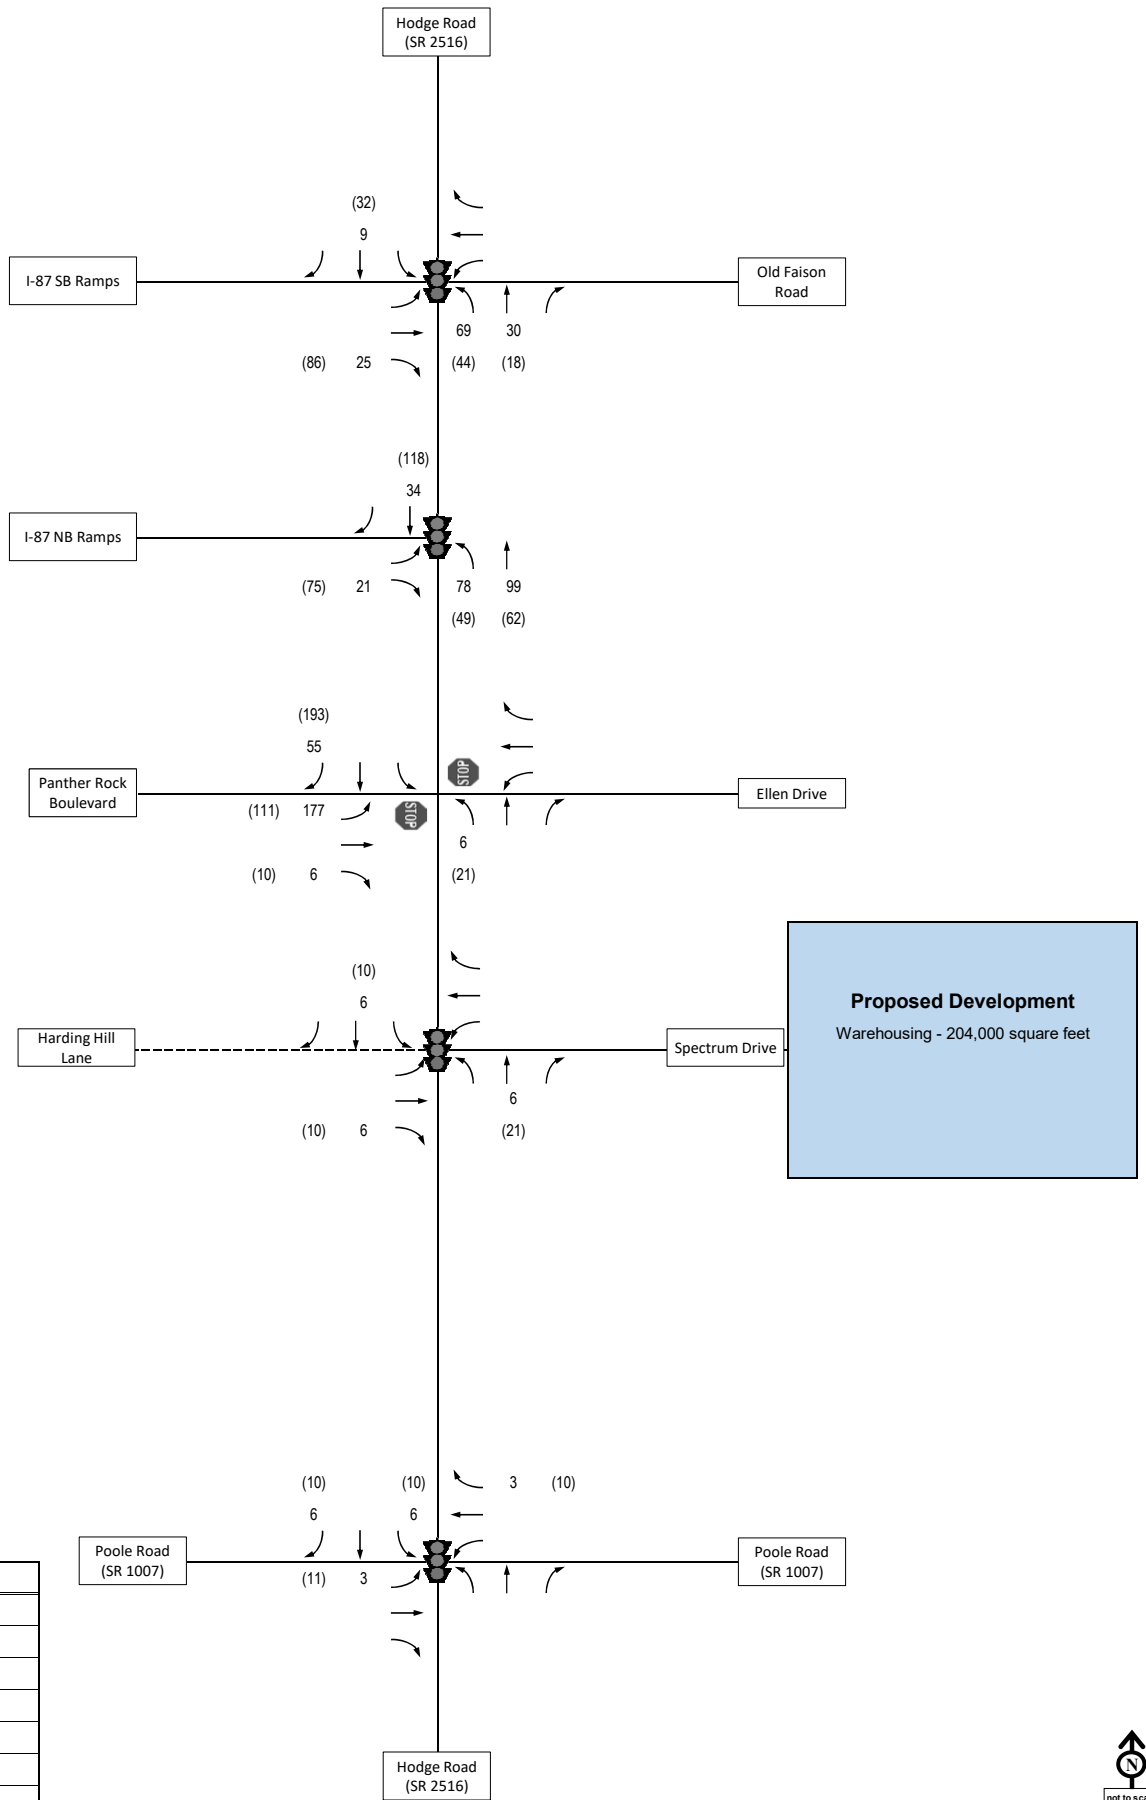 Hodge Road
(SR 2516)
(32)
9
I-87 SB Ramps
Old Faison
Road
69 30
(86) 25 (44) (18)
(118)
34
I-87 NB Ramps
(75) 21 78 99
(49) (62)
(193)
55
STOP
Panther Rock
Boulevard
Ellen Drive
(111) 177
STOP
6
(10) 6 (21)
(10)
6
Proposed Development
Warehousing - 204,000 square feet
Harding Hill
Lane
Spectrum Drive
6
(10) 6 (21)
(10) (10) 3 (10)
6 6
Poole Road
(SR 1007)
Poole Road
(SR 1007)
(11) 3
Hodge Road
(SR 2516)
N
not to